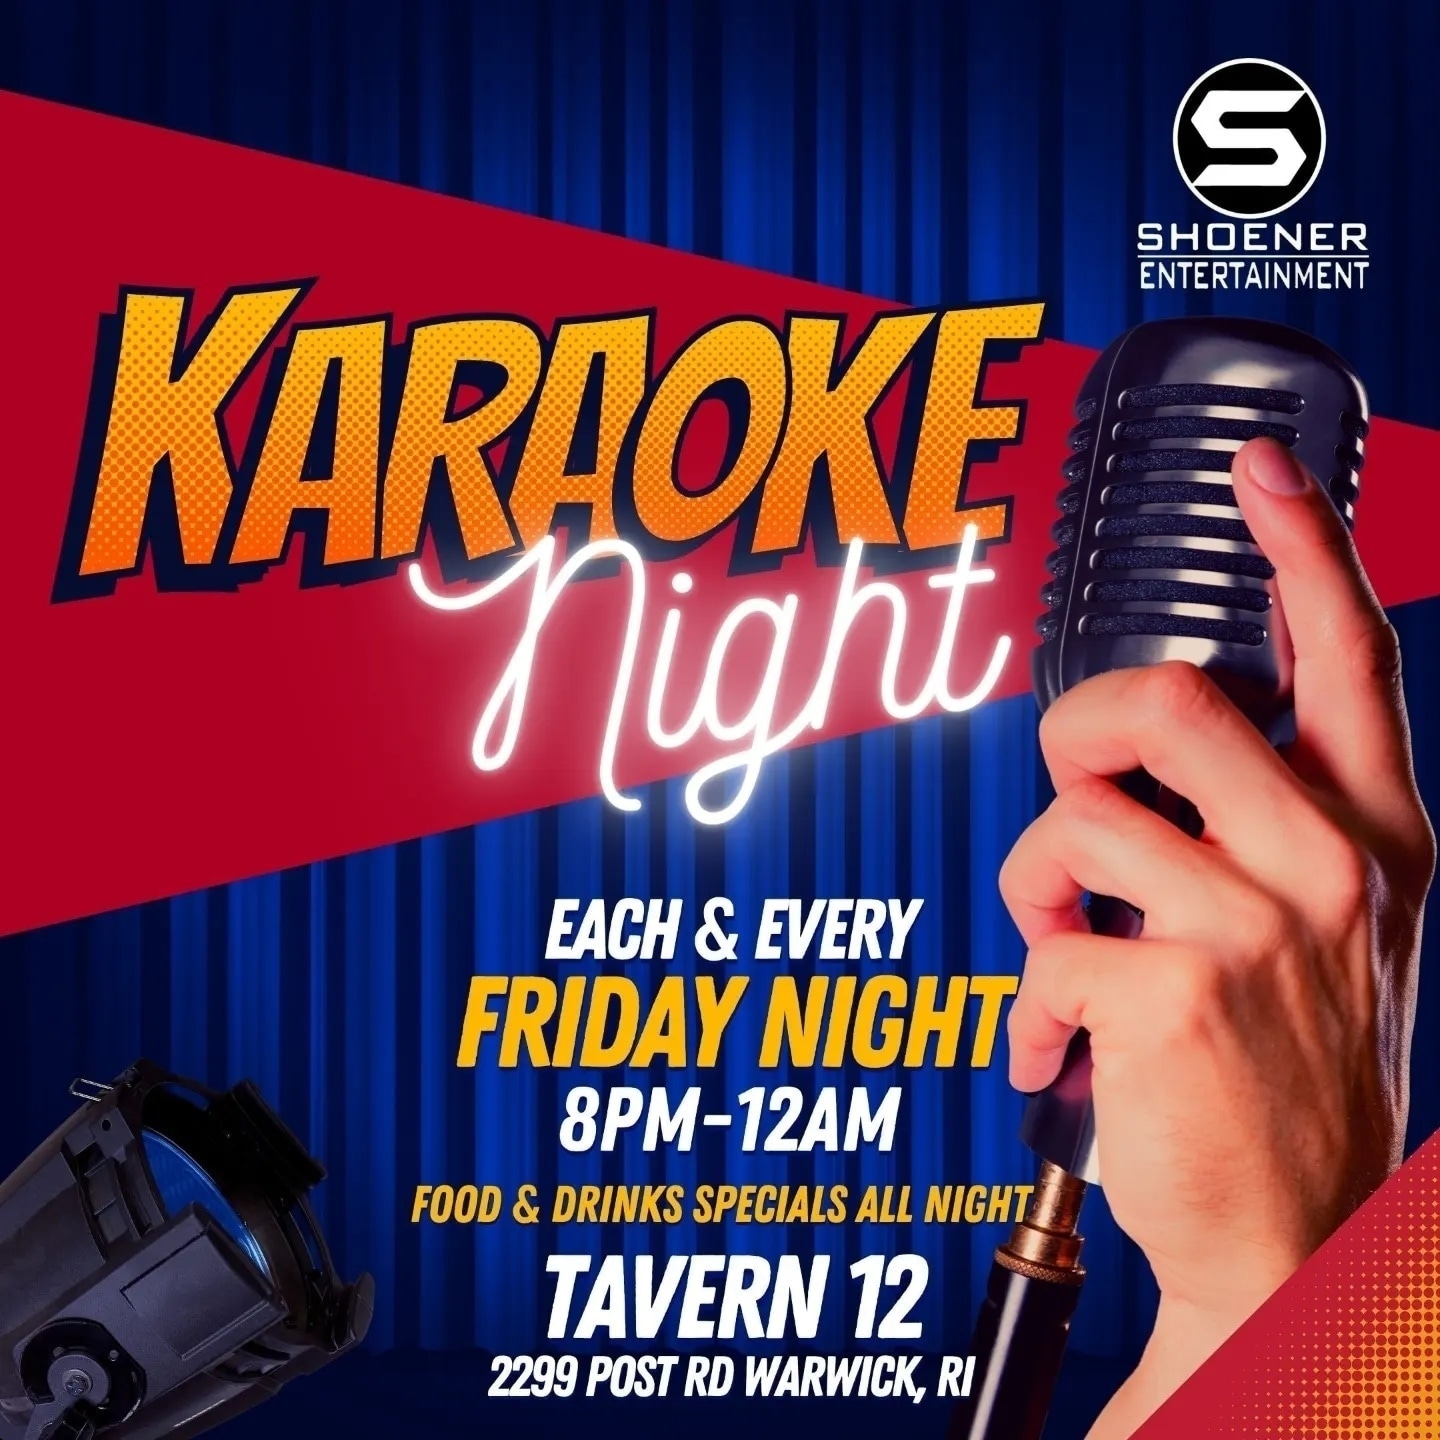 S
SHOENER
ENTERTAINMENT
KARAOKE
Night
EACH & EVERY
FRIDAY NIGHT
8PM-12AM
FOOD & DRINKS SPECIALS ALL NIGHT
TAVERN 12
2299 POST RD WARWICK, RI